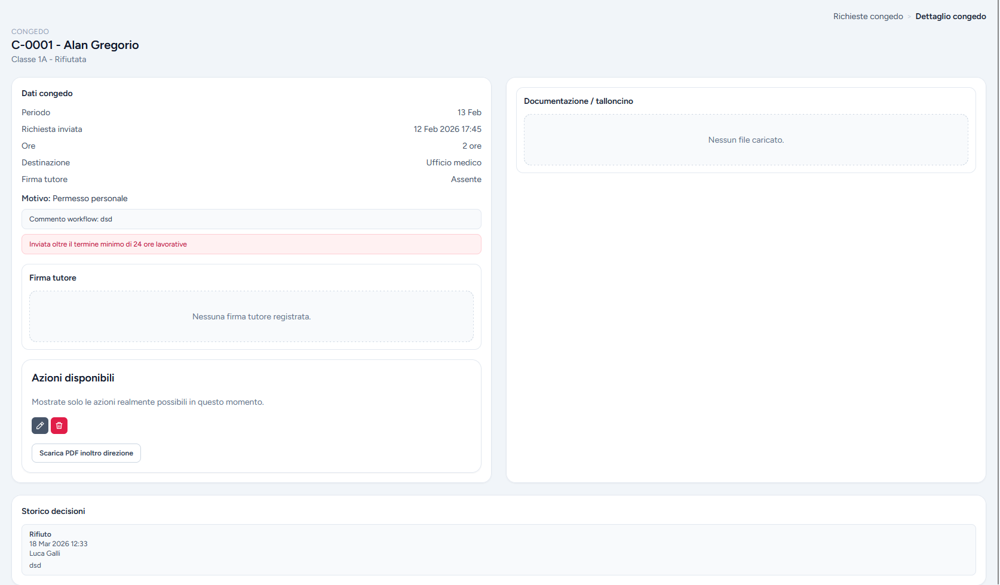 Richieste congedo > Dettaglio congedo
CONGEDO
C-0001 - Alan Gregorio
Classe 1A - Rifiutata
Dati congedo
Periodo 13 Feb
Richiesta inviata 12 Feb 2026 17:45
Ore 2 ore
Destinazione Ufficio medico
Firma tutore Assente
Motivo: Permesso personale
Commento workflow: dsd
Inviata oltre il termine minimo di 24 ore lavorative
Firma tutore
Nessuna firma tutore registrata.
Azioni disponibili
Mostrate solo le azioni realmente possibili in questo momento.
Scarica PDF inoltro direzione
Documentazione / talloncino
Nessun file caricato.
Storico decisioni
Rifiuto
18 Mar 2026 12:33
Luca Galli
dsd